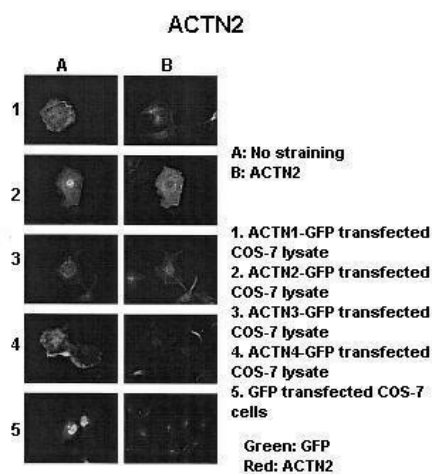 ACTN2
A B
1
2
3
4
5
A: No straining
B: ACTN2
1. ACTN1-GFP transfected
COS-7 lysate
2. ACTN2-GFP transfected
COS-7 lysate
3. ACTN3-GFP transfected
COS-7 lysate
4. ACTN4-GFP transfected
COS-7 lysate
5. GFP transfected COS-7
cells
Green: GFP
Red: ACTN2